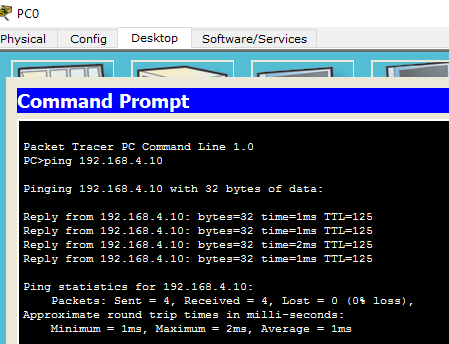 PC0
Physical Config Desktop Software/Services
Command Prompt
Packet Tracer PC Command Line 1.0
PC>ping 192.168.4.10
Pinging 192.168.4.10 with 32 bytes of data:
Reply from 192.168.4.10: bytes=32 time=1ms TTL=125
Reply from 192.168.4.10: bytes=32 time=1ms TTL=125
Reply from 192.168.4.10: bytes=32 time=2ms TTL=125
Reply from 192.168.4.10: bytes=32 time=1ms TTL=125
Ping statistics for 192.168.4.10:
Packets: Sent = 4, Received = 4, Lost = 0 (0% loss),
Approximate round trip times in milli-seconds:
Minimum = 1ms, Maximum = 2ms, Average = 1ms